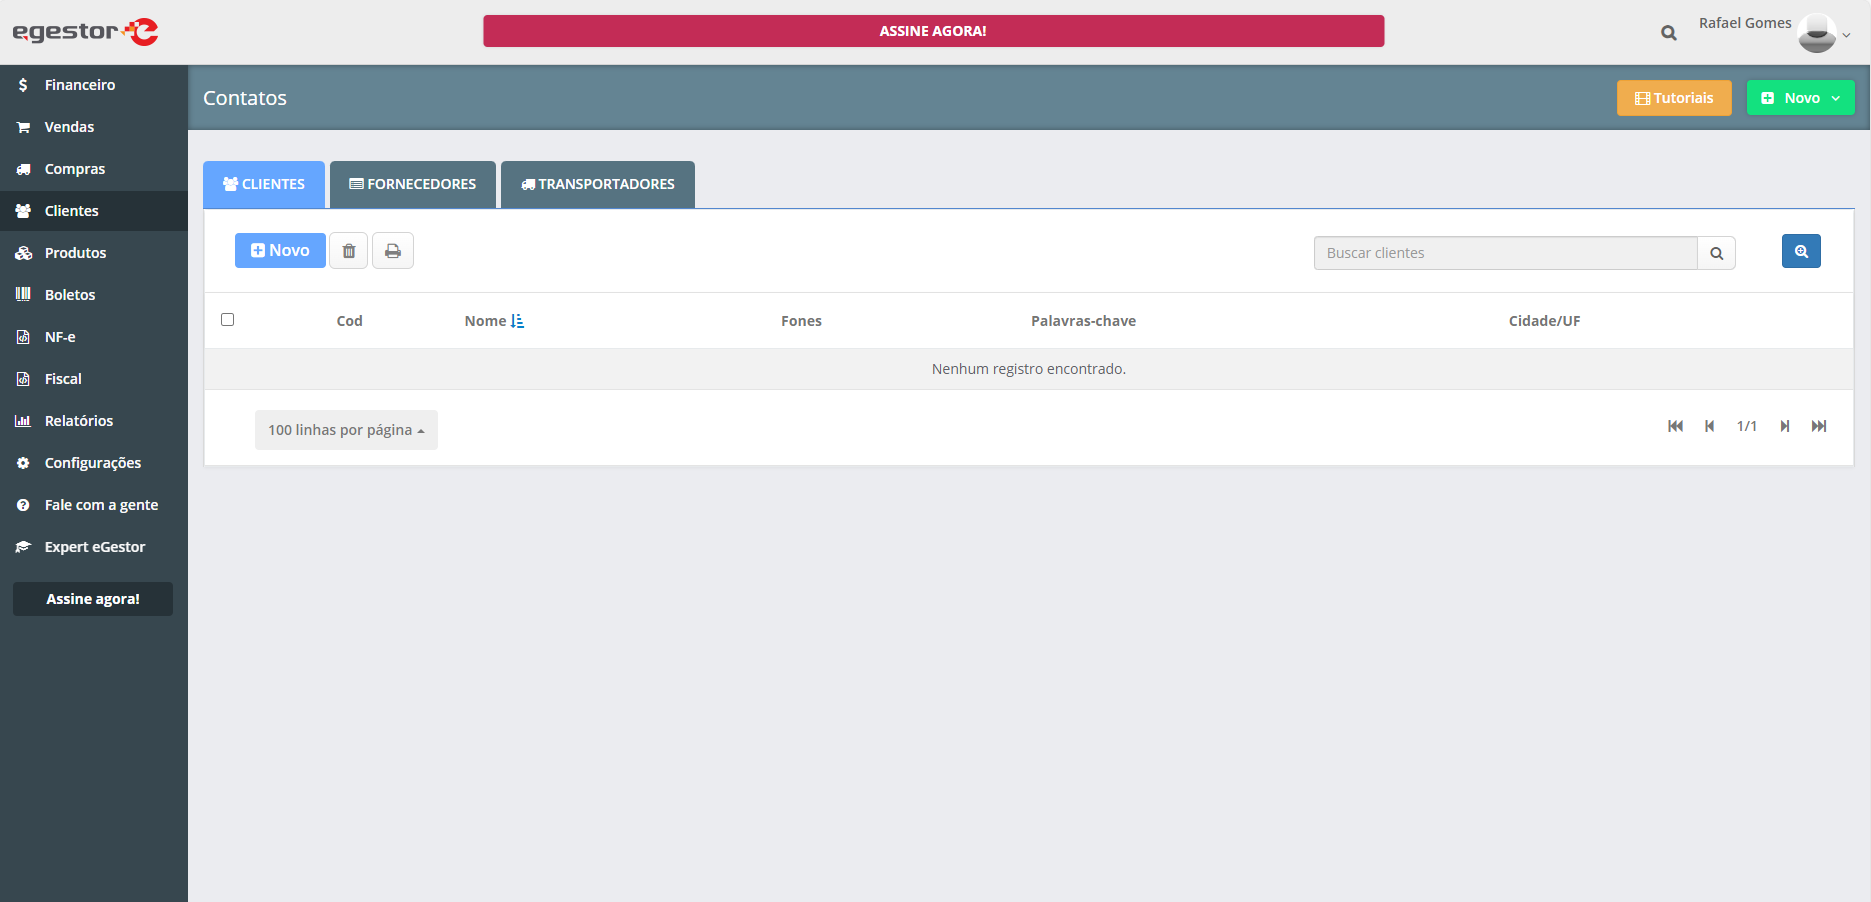 egestor
ASSINE AGORA!
Rafael Gomes
Financeiro
Vendas
Compras
Clientes
Produtos
Boletos
NF-e
Fiscal
Relatórios
Configurações
Fale com a gente
Expert eGestor
Assine agora!
Contatos
Tutoriais
Novo
CLIENTES
FORNECEDORES
TRANSPORTADORES
Novo
Buscar clientes
Cod Nome Fones Palavras-chave Cidade/UF
Nenhum registro encontrado.
100 linhas por página
1/1